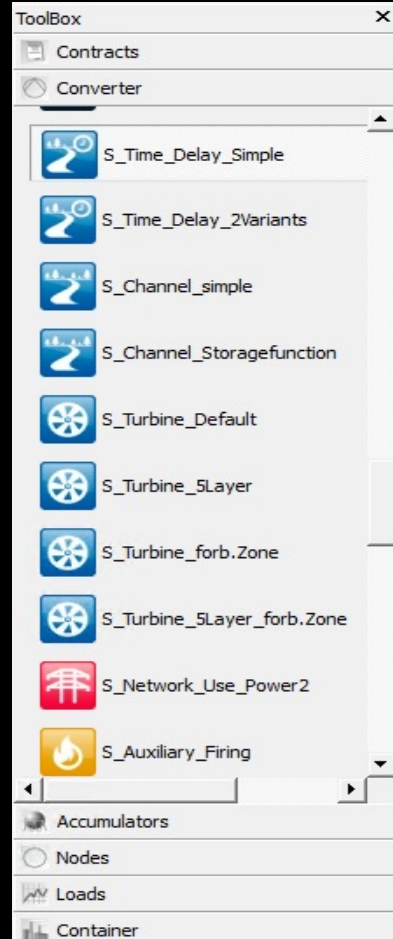 ToolBox
Contracts
Converter
S_Time_Delay_Simple
S_Time_Delay_2Variants
S_Channel_simple
S_Channel_Storagefunction
S_Turbine_Default
S_Turbine_5Layer
S_Turbine_forb.Zone
S_Turbine_5Layer_forb.Zone
S_Network_Use_Power2
S_Auxiliary_Firing
Accumulators
Nodes
Loads
Container